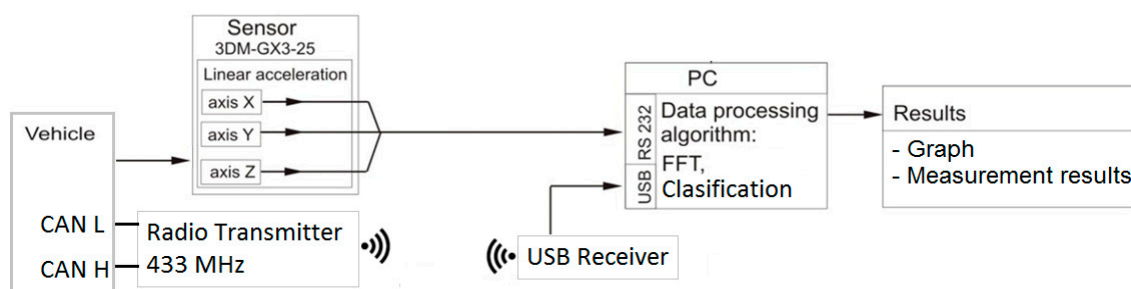 Sensor
3DM-GX3-25
Linear acceleration
axis X
axis Y
axis Z
Vehicle
CAN L
CAN H
Radio Transmitter
433 MHz
USB Receiver
PC
RS 232
USB
Data processing
algorithm:
FFT,
Clasification
Results
- Graph
- Measurement results